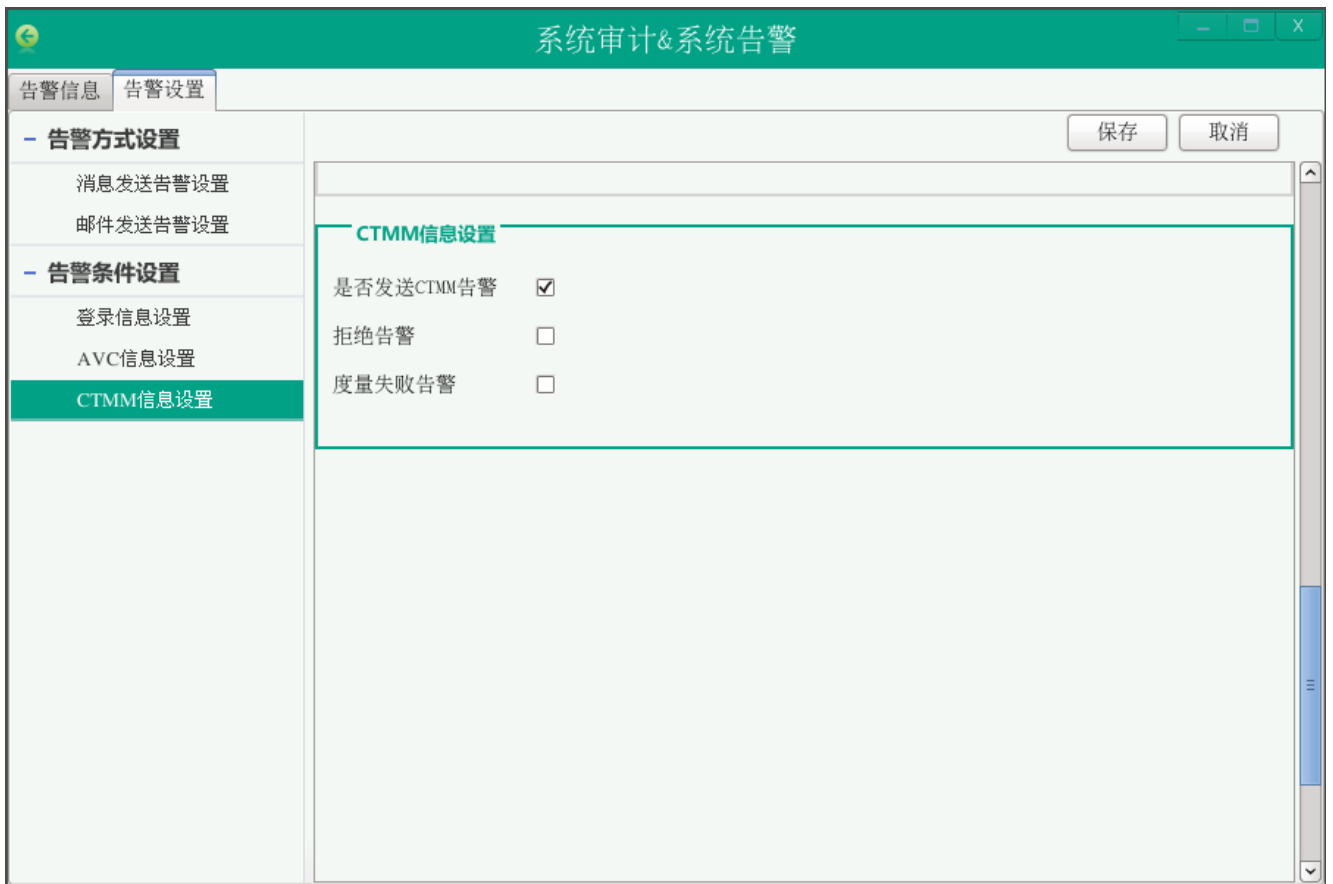 系统审计&系统告警
X
告警信息 告警设置
保存 取消
- 告警方式设置
消息发送告警设置
邮件发送告警设置
- 告警条件设置
登录信息设置
AVC信息设置
CTMM信息设置
CTMM信息设置
是否发送CTMM告警
拒绝告警
度量失败告警